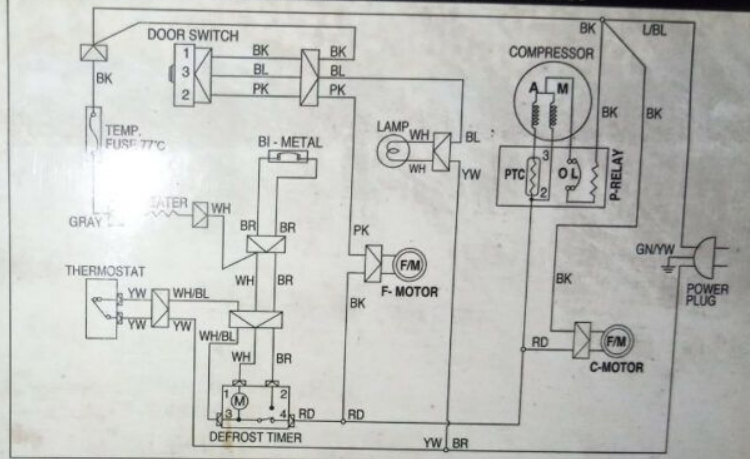 BK L/BL
DOOR SWITCH
1 BK BK
3 BL BL
2 PK PK
COMPRESSOR
A M
BK
BK
BK
TEMP.
FUSE 77°C
BI - METAL
LAMP
WH
WH
BL
YW
3
PTC
2
O L
P-RELAY
GRAY
WH
BR BR
PK
F/M
F- MOTOR
GN/YW
POWER
PLUG
THERMOSTAT
YW WH/BL
YW YW
WH BR
BK
BK
WH/BL
WH BR
RD
F/M
C-MOTOR
1 2
M
3 4
RD RD
DEFROST TIMER
YW BR